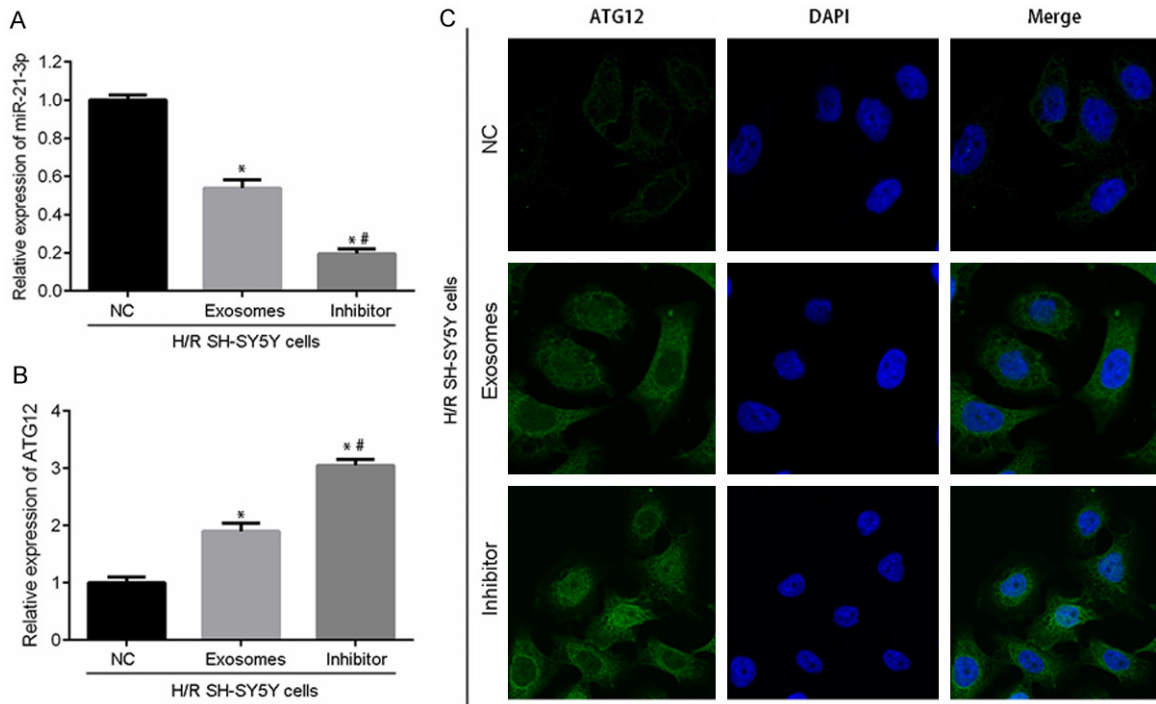 A
Relative expression of miR-21-3p
1.2
1.0
0.8
0.6
0.4
0.2
0.0
*
* #
NC Exosomes Inhibitor
H/R SH-SY5Y cells
B
Relative expression of ATG12
4
3
2
1
0
*
* #
NC Exosomes Inhibitor
H/R SH-SY5Y cells
C
ATG12 DAPI Merge
H/R SH-SY5Y cells
NC
Exosomes
Inhibitor